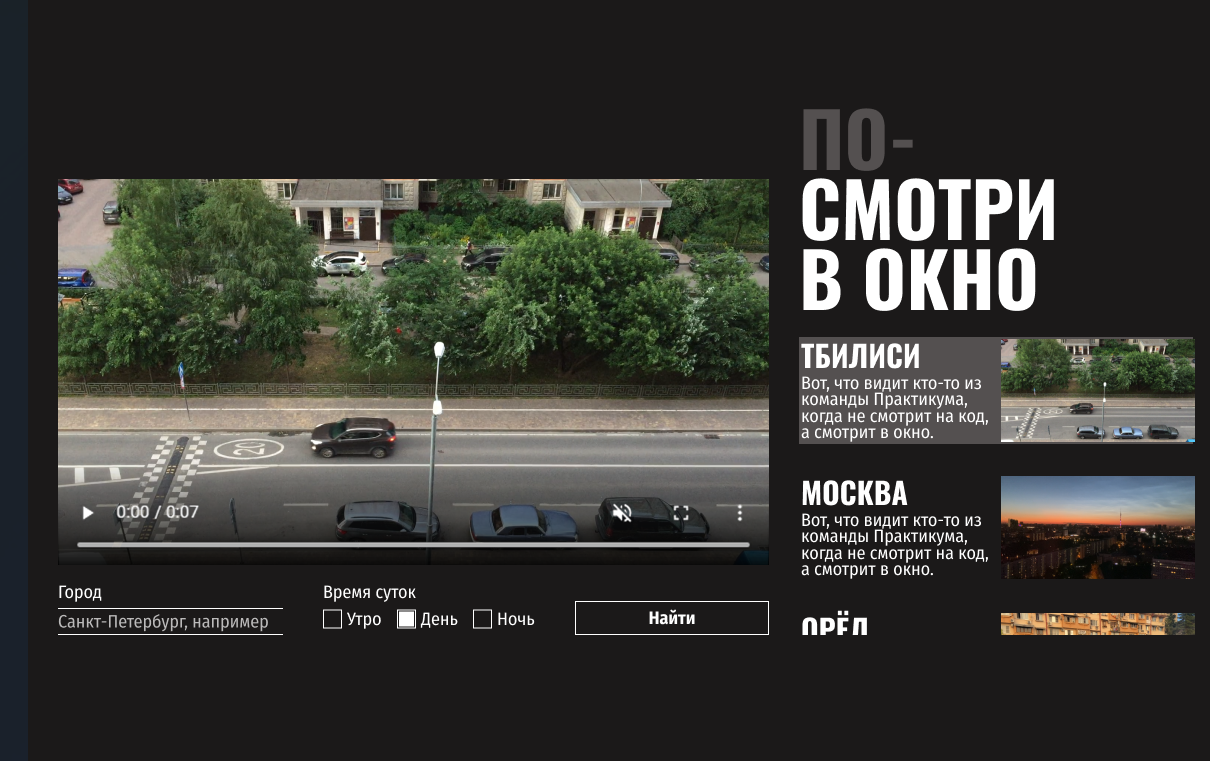 ПО-
СМОТРИ
В ОКНО
20
0:00 / 0:07
Город
Санкт-Петербург, например
Время суток
Утро
День
Ночь
Найти
ТБИЛИСИ
Вот, что видит кто-то из
команды Практикума,
когда не смотрит на код,
а смотрит в окно.
МОСКВА
Вот, что видит кто-то из
команды Практикума,
когда не смотрит на код,
а смотрит в окно.
ОРЁЛ